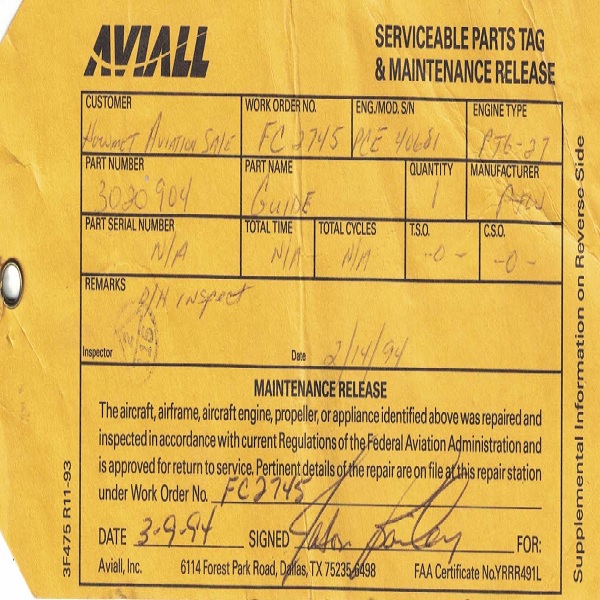 AVIALL
SERVICEABLE PARTS TAG
& MAINTENANCE RELEASE
CUSTOMER
WORK ORDER NO.
ENG./MOD. S/N
ENGINE TYPE
Howmet Aviation Sale
FC 2745
PCE 40681
PT6-27
PART NUMBER
PART NAME
QUANTITY
MANUFACTURER
3020904
GUIDE
1
P&W
PART SERIAL NUMBER
TOTAL TIME
TOTAL CYCLES
T.S.O.
C.S.O.
N/A
N/A
N/A
-0-
-0-
REMARKS
O/H inspect
Inspector
Date
2/14/94
MAINTENANCE RELEASE
The aircraft, airframe, aircraft engine, propeller, or appliance identified above was repaired and
inspected in accordance with current Regulations of the Federal Aviation Administration and
is approved for return to service. Pertinent details of the repair are on file at this repair station
under Work Order No. FC2745
DATE 3-9-94 SIGNED FOR:
Aviall, Inc. 6114 Forest Park Road, Dallas, TX 75235-6498 FAA Certificate No.YRRR491L
3F475 R11-93
Supplemental Information on Reverse Side